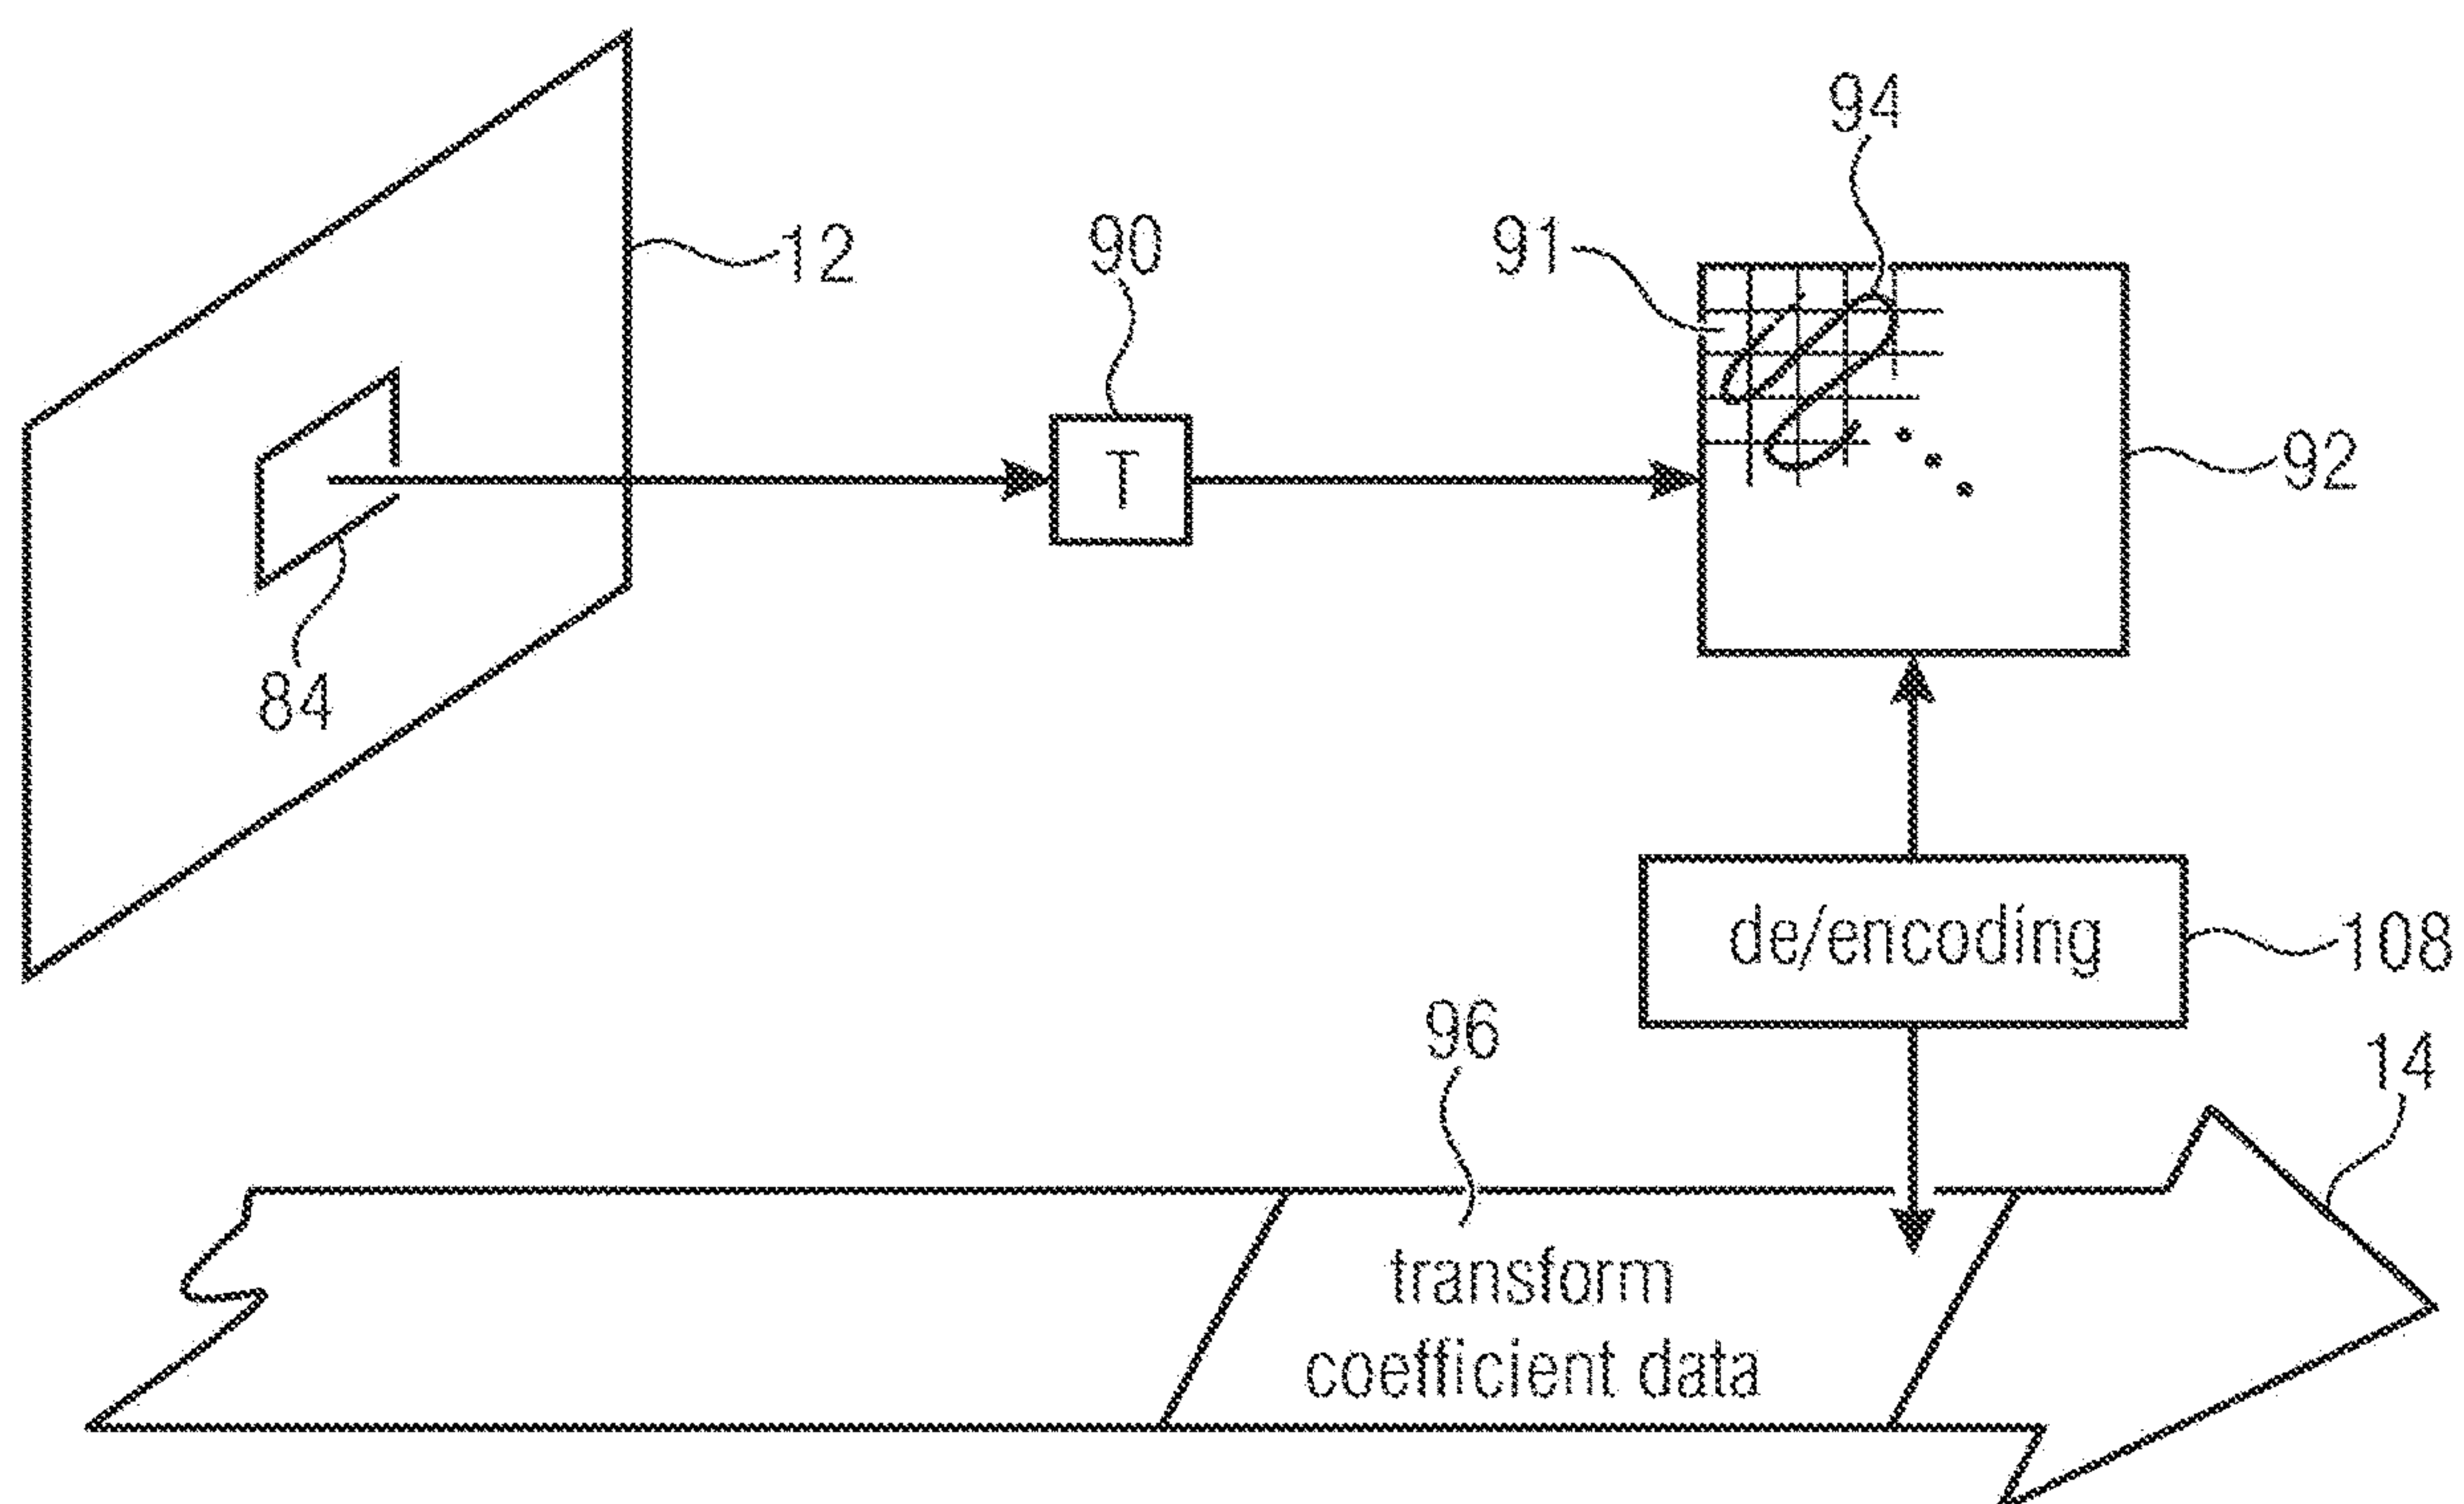 94
91
12
90
T
92
84
de/encoding
108
96
14
transform
coefficient data